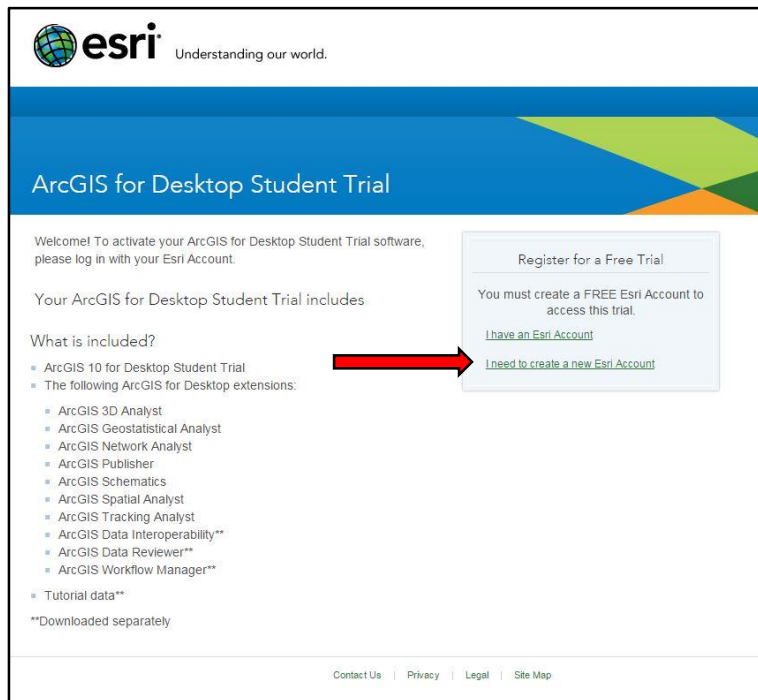 esri Understanding our world.
ArcGIS for Desktop Student Trial
Welcome! To activate your ArcGIS for Desktop Student Trial software,
please log in with your Esri Account.
Your ArcGIS for Desktop Student Trial includes
What is included?
ArcGIS 10 for Desktop Student Trial
The following ArcGIS for Desktop extensions:
ArcGIS 3D Analyst
ArcGIS Geostatistical Analyst
ArcGIS Network Analyst
ArcGIS Publisher
ArcGIS Schematics
ArcGIS Spatial Analyst
ArcGIS Tracking Analyst
ArcGIS Data Interoperability**
ArcGIS Data Reviewer**
ArcGIS Workflow Manager**
Tutorial data**
**Downloaded separately
Register for a Free Trial
You must create a FREE Esri Account to
access this trial.
I have an Esri Account
I need to create a new Esri Account
Contact Us | Privacy | Legal | Site Map